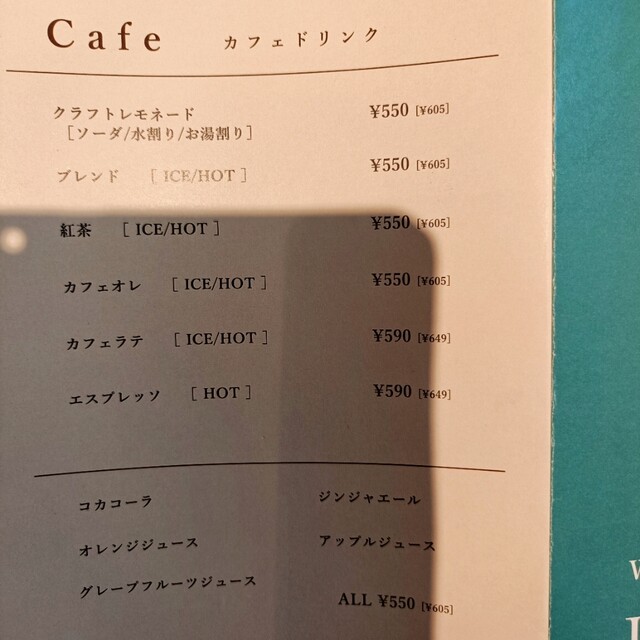 Cafe カフェドリンク
クラフトレモネード ¥550 [¥605]
[ソーダ/水割り/お湯割り]
ブレンド [ ICE/HOT ] ¥550 [¥605]
紅茶 [ ICE/HOT ] ¥550 [¥605]
カフェオレ [ ICE/HOT ] ¥550 [¥605]
カフェラテ [ ICE/HOT ] ¥590 [¥649]
エスプレッソ [ HOT ] ¥590 [¥649]
コカコーラ ジンジャエール
オレンジジュース アップルジュース
グレープフルーツジュース
ALL ¥550 [¥605]